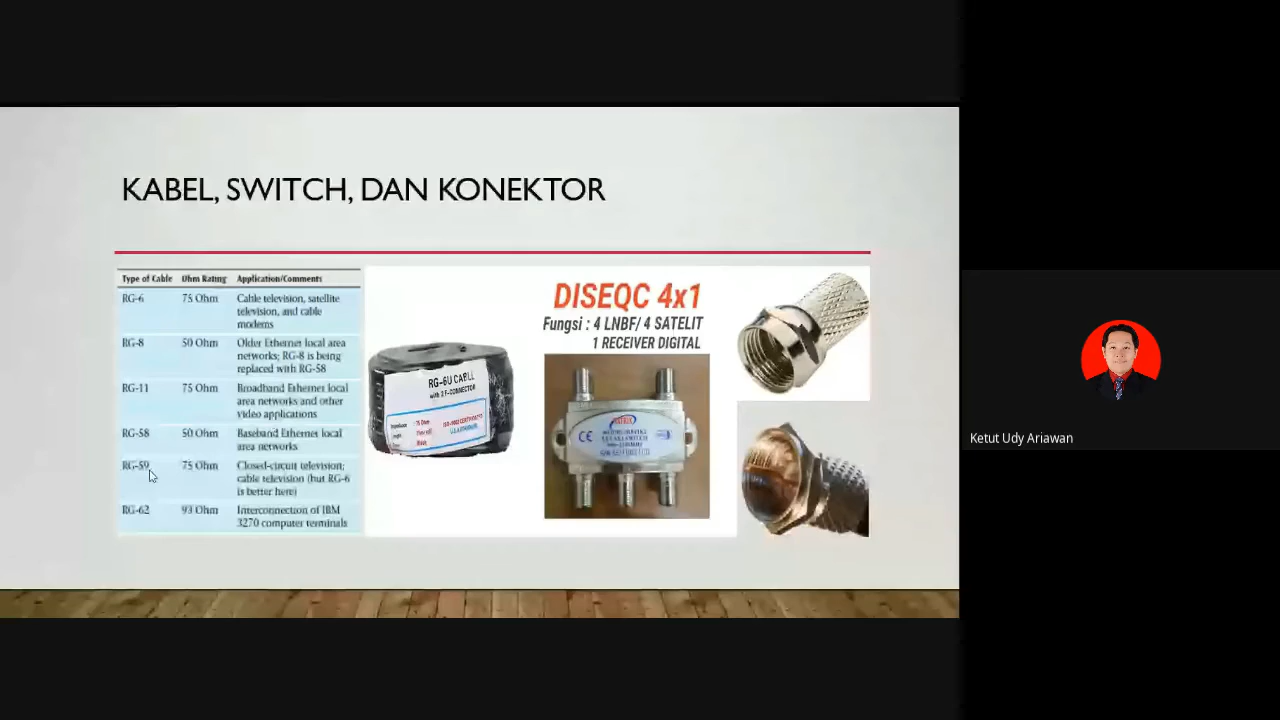 KABEL, SWITCH, DAN KONEKTOR
Type of Cable Ohm Rating Application/Comments
RG-6 75 Ohm Cable television, satellite
television, and cable
modems
RG-8 50 Ohm Older Ethernet local area
networks; RG-8 is being
replaced with RG-58
RG-11 75 Ohm Broadband Ethernet local
area networks and other
video applications
RG-58 50 Ohm Baseband Ethernet local
area networks
RG-59 75 Ohm Closed-circuit television;
cable television (but RG-6
is better here)
RG-62 93 Ohm Interconnection of IBM
3270 computer terminals
RG-6U CABLE
with 2 F-CONNECTOR
75 Ohm
DISEQC 4x1
Fungsi : 4 LNBF/ 4 SATELIT
1 RECEIVER DIGITAL
CE
Ketut Udy Ariawan